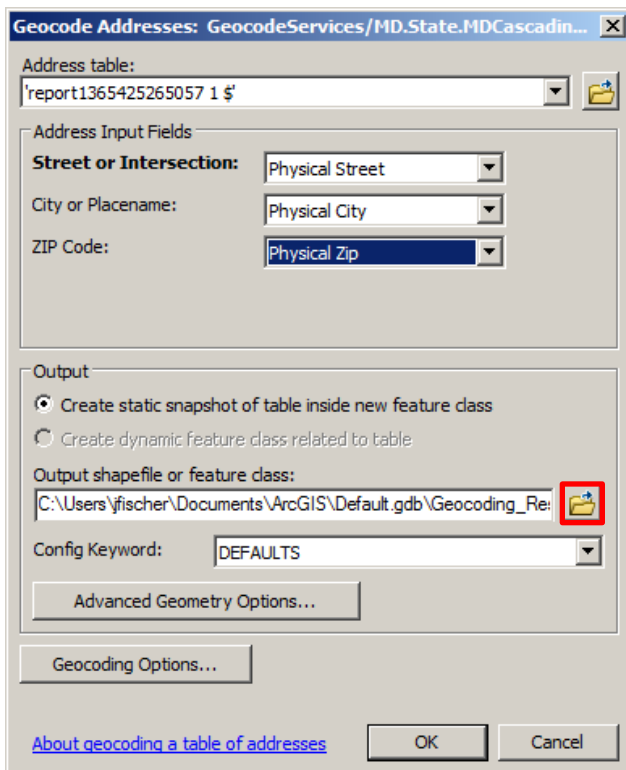 Geocode Addresses: GeocodeServices/MD.State.MDCascadin...
Address table:
'report1365425265057 1 $'
Address Input Fields
Street or Intersection: Physical Street
City or Placename: Physical City
ZIP Code: Physical Zip
Output
Create static snapshot of table inside new feature class
Create dynamic feature class related to table
Output shapefile or feature class:
C:\Users\jfischer\Documents\ArcGIS\Default.gdb\Geocoding_Re
Config Keyword: DEFAULTS
Advanced Geometry Options...
Geocoding Options...
About geocoding a table of addresses OK Cancel